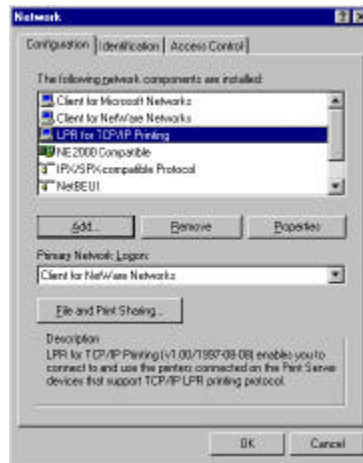 Network
Configuration
Identification
Access Control
The following network components are installed:
Client for Microsoft Networks
Client for NetWare Networks
LPR for TCP/IP Printing
NE2000 Compatible
IPX/SPX-compatible Protocol
NetBEUI
Add...
Remove
Properties
Primary Network Logon:
Client for NetWare Networks
File and Print Sharing...
Description
LPR for TCP/IP Printing (v1.00/1997-08-08) enables you to
connect to and use the printers connected on the Print Server
devices that support TCP/IP LPR printing protocol.
OK
Cancel